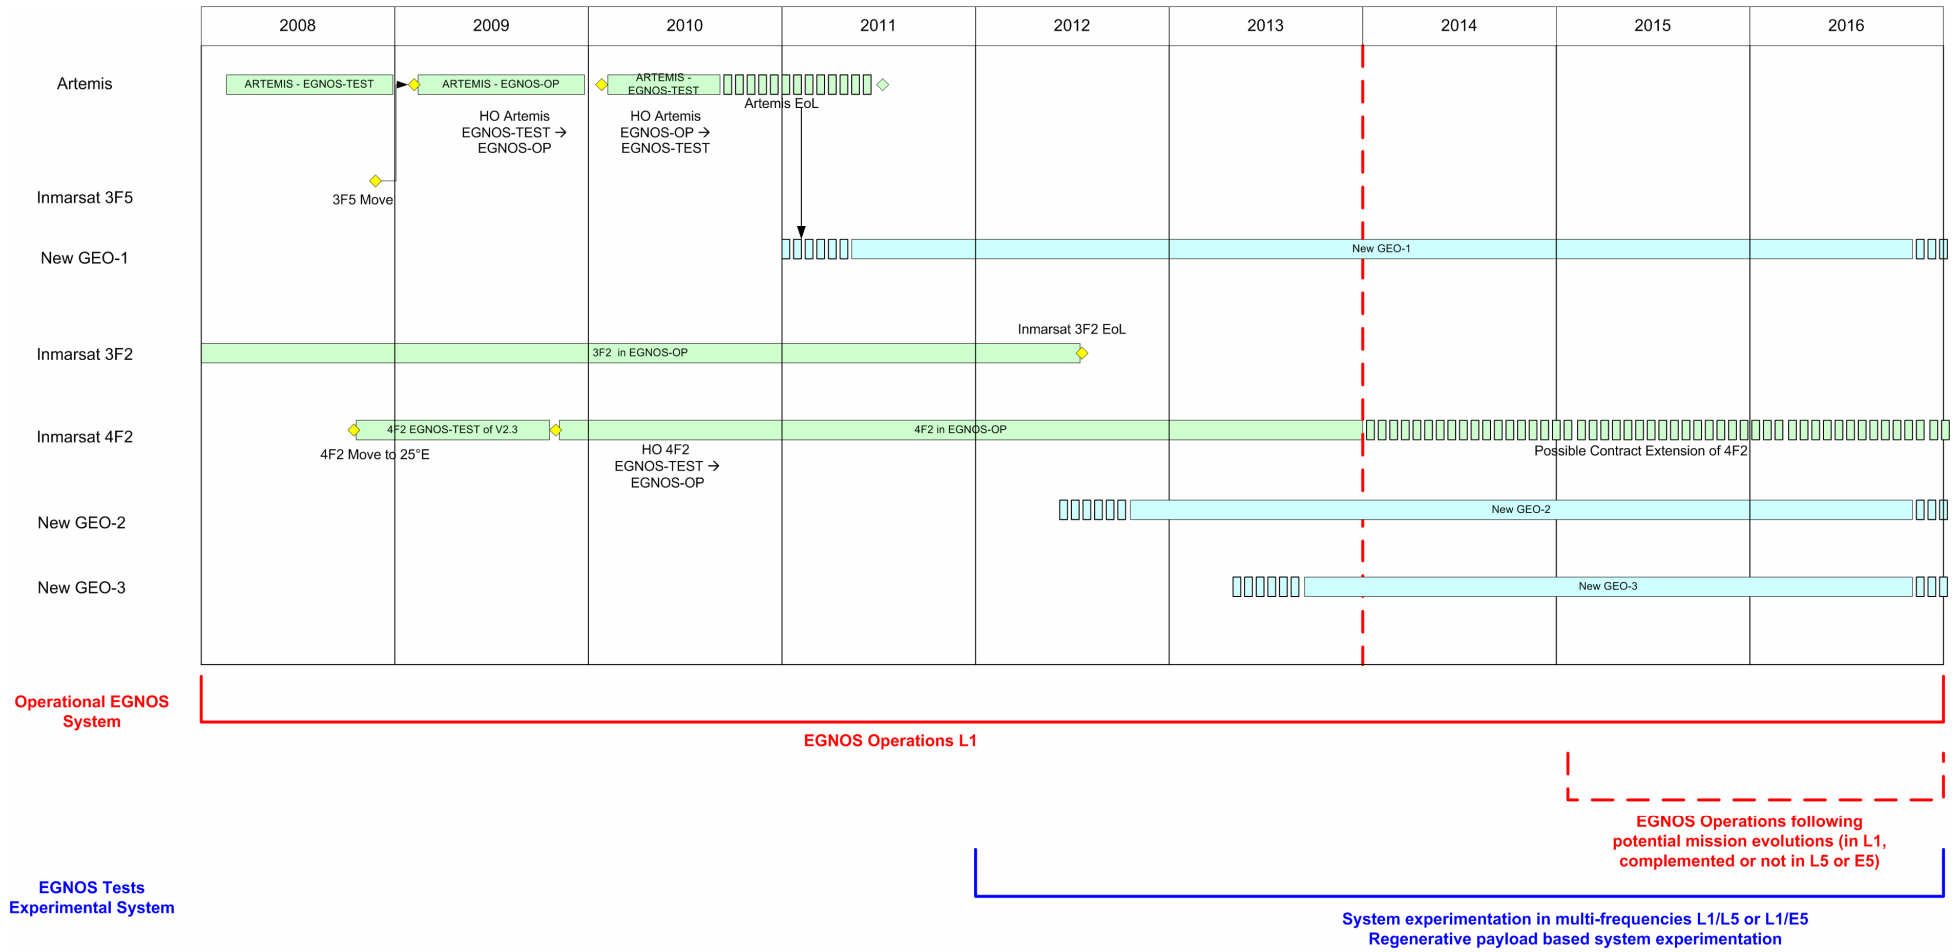 2008 2009 2010 2011 2012 2013 2014 2015 2016
Artemis
ARTEMIS - EGNOS-TEST
ARTEMIS - EGNOS-OP
ARTEMIS -
EGNOS-TEST
Artemis EoL
HO Artemis
EGNOS-TEST →
EGNOS-OP
HO Artemis
EGNOS-OP →
EGNOS-TEST
Inmarsat 3F5
3F5 Move
New GEO-1
New GEO-1
Inmarsat 3F2 EoL
Inmarsat 3F2
3F2 in EGNOS-OP
Inmarsat 4F2
4F2 EGNOS-TEST of V2.3
4F2 in EGNOS-OP
4F2 Move to 25°E
HO 4F2
EGNOS-TEST →
EGNOS-OP
Possible Contract Extension of 4F2
New GEO-2
New GEO-2
New GEO-3
New GEO-3
Operational EGNOS
System
EGNOS Operations L1
EGNOS Operations following
potential mission evolutions (in L1,
complemented or not in L5 or E5)
EGNOS Tests
Experimental System
System experimentation in multi-frequencies L1/L5 or L1/E5
Regenerative payload based system experimentation